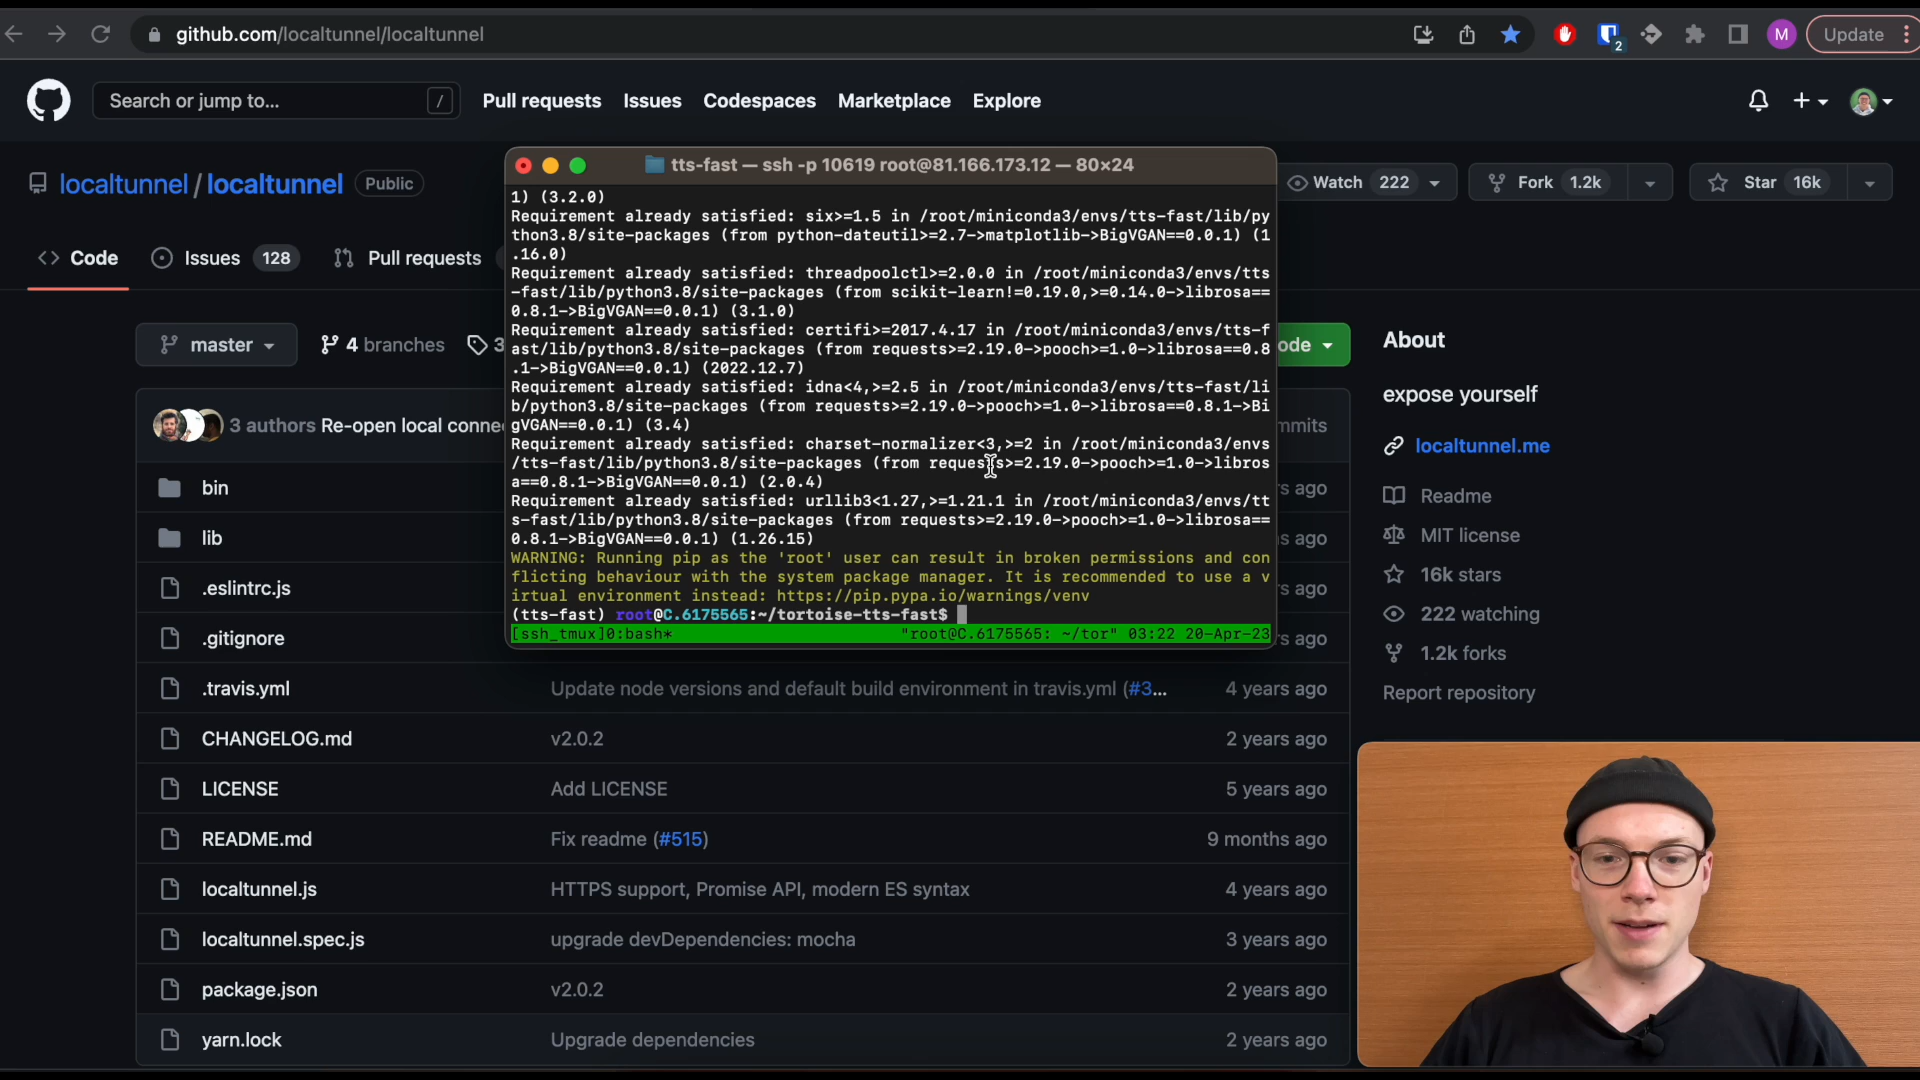 github.com/localtunnel/localtunnel
2
M
Update
Search or jump to...
/
Pull requests
Issues
Codespaces
Marketplace
Explore
localtunnel / localtunnel
Public
Watch 222
Fork 1.2k
Star 16k
Code
Issues 128
Pull requests
master
4 branches
3
ode
3 authors Re-open local conne
mmits
bin
s ago
lib
s ago
.eslintrc.js
s ago
.gitignore
s ago
.travis.yml
Update node versions and default build environment in travis.yml (#3...
4 years ago
CHANGELOG.md
v2.0.2
2 years ago
LICENSE
Add LICENSE
5 years ago
README.md
Fix readme (#515)
9 months ago
localtunnel.js
HTTPS support, Promise API, modern ES syntax
4 years ago
localtunnel.spec.js
upgrade devDependencies: mocha
3 years ago
package.json
v2.0.2
2 years ago
yarn.lock
Upgrade dependencies
2 years ago
tts-fast — ssh -p 10619 root@81.166.173.12 — 80×24
1) (3.2.0)
Requirement already satisfied: six>=1.5 in /root/miniconda3/envs/tts-fast/lib/py
thon3.8/site-packages (from python-dateutil>=2.7->matplotlib->BigVGAN==0.0.1) (1
.16.0)
Requirement already satisfied: threadpoolctl>=2.0.0 in /root/miniconda3/envs/tts
-fast/lib/python3.8/site-packages (from scikit-learn!=0.19.0,>=0.14.0->librosa==
0.8.1->BigVGAN==0.0.1) (3.1.0)
Requirement already satisfied: certifi>=2017.4.17 in /root/miniconda3/envs/tts-f
ast/lib/python3.8/site-packages (from requests>=2.19.0->pooch>=1.0->librosa==0.8
.1->BigVGAN==0.0.1) (2022.12.7)
Requirement already satisfied: idna<4,>=2.5 in /root/miniconda3/envs/tts-fast/li
b/python3.8/site-packages (from requests>=2.19.0->pooch>=1.0->librosa==0.8.1->Bi
gVGAN==0.0.1) (3.4)
Requirement already satisfied: charset-normalizer<3,>=2 in /root/miniconda3/envs
/tts-fast/lib/python3.8/site-packages (from requests>=2.19.0->pooch>=1.0->libros
a==0.8.1->BigVGAN==0.0.1) (2.0.4)
Requirement already satisfied: urllib3<1.27,>=1.21.1 in /root/miniconda3/envs/tt
s-fast/lib/python3.8/site-packages (from requests>=2.19.0->pooch>=1.0->librosa==
0.8.1->BigVGAN==0.0.1) (1.26.15)
WARNING: Running pip as the 'root' user can result in broken permissions and con
flicting behaviour with the system package manager. It is recommended to use a v
irtual environment instead: https://pip.pypa.io/warnings/venv
(tts-fast) root@C.6175565:~/tortoise-tts-fast$
[ssh_tmux]0:bash* "root@C.6175565: ~/tor" 03:22 20-Apr-23
About
expose yourself
localtunnel.me
Readme
MIT license
16k stars
222 watching
1.2k forks
Report repository